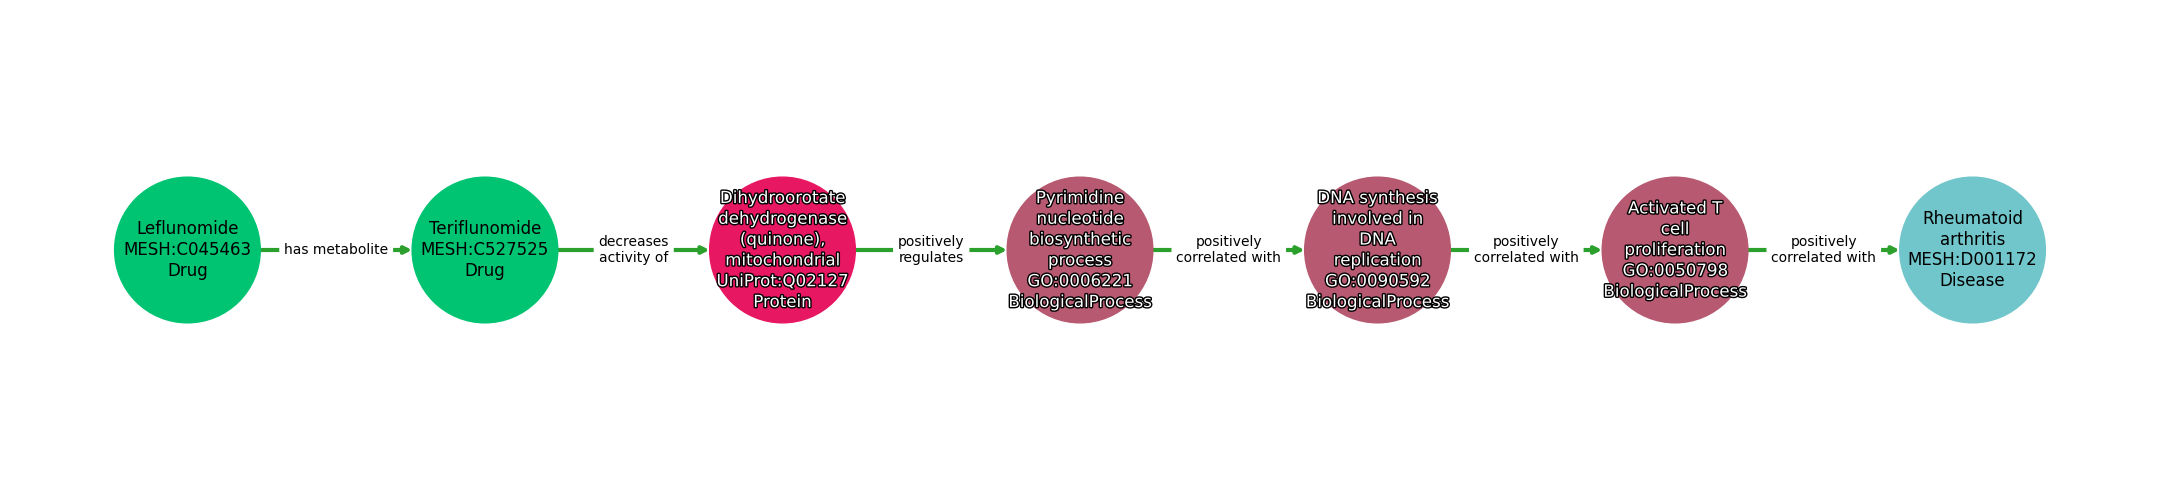 Leflunomide
MESH:C045463
Drug
has metabolite
Teriflunomide
MESH:C527525
Drug
decreases
activity of
Dihydroorotate
dehydrogenase
(quinone),
mitochondrial
UniProt:Q02127
Protein
positively
regulates
Pyrimidine
nucleotide
biosynthetic
process
GO:0006221
BiologicalProcess
positively
correlated with
DNA synthesis
involved in
DNA
replication
GO:0090592
BiologicalProcess
positively
correlated with
Activated T
cell
proliferation
GO:0050798
BiologicalProcess
positively
correlated with
Rheumatoid
arthritis
MESH:D001172
Disease